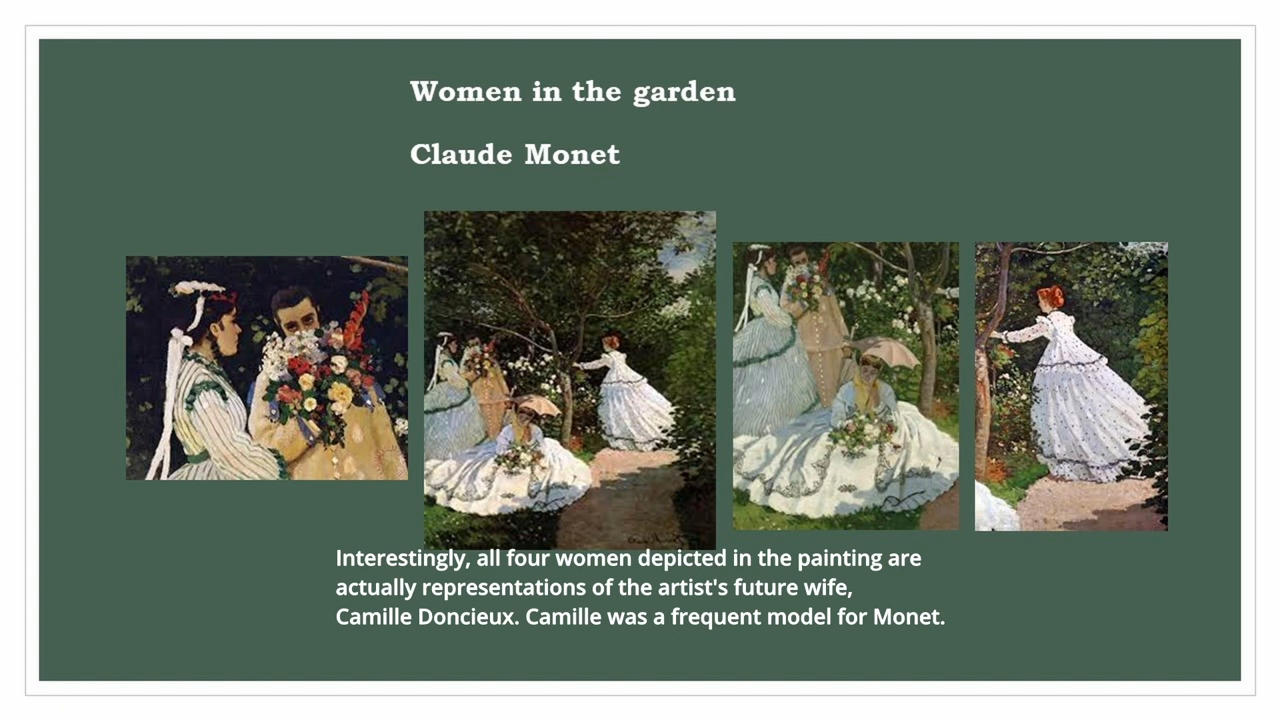 Women in the garden
Claude Monet
Interestingly, all four women depicted in the painting are
actually representations of the artist's future wife,
Camille Doncieux. Camille was a frequent model for Monet.